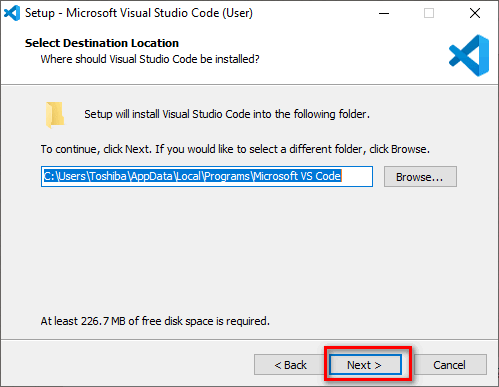 Setup - Microsoft Visual Studio Code (User)
Select Destination Location
Where should Visual Studio Code be installed?
Setup will install Visual Studio Code into the following folder.
To continue, click Next. If you would like to select a different folder, click Browse.
C:\Users\Toshiba\AppData\Local\Programs\Microsoft VS Code
Browse...
At least 226.7 MB of free disk space is required.
< Back
Next >
Cancel